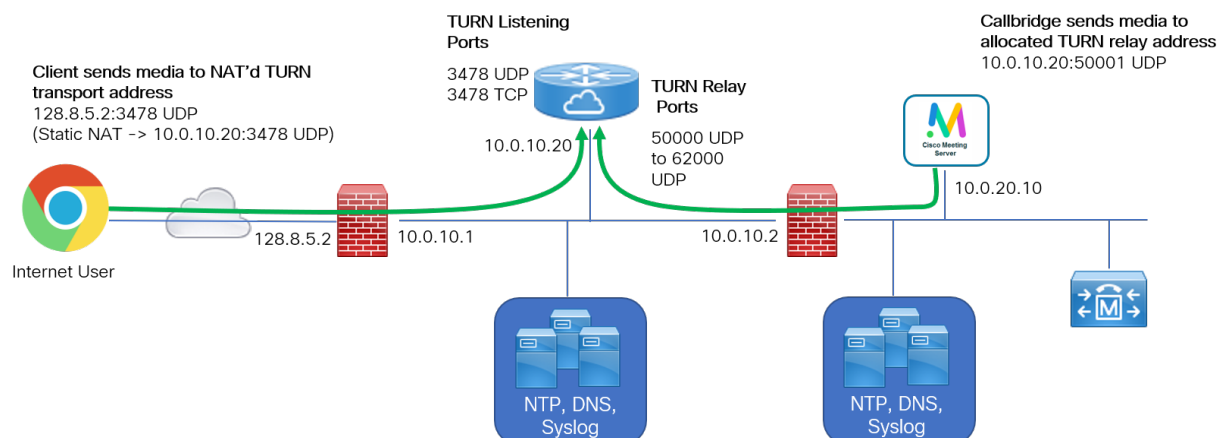 Client sends media to NAT'd TURN
transport address
128.8.5.2:3478 UDP
(Static NAT -> 10.0.10.20:3478 UDP)
Internet User
128.8.5.2
10.0.10.1
TURN Listening
Ports
3478 UDP
3478 TCP
10.0.10.20
TURN Relay
Ports
50000 UDP
to 62000
UDP
10.0.10.2
Callbridge sends media to
allocated TURN relay address
10.0.10.20:50001 UDP
Cisco Meeting
Server
10.0.20.10
M
NTP, DNS,
Syslog
NTP, DNS,
Syslog